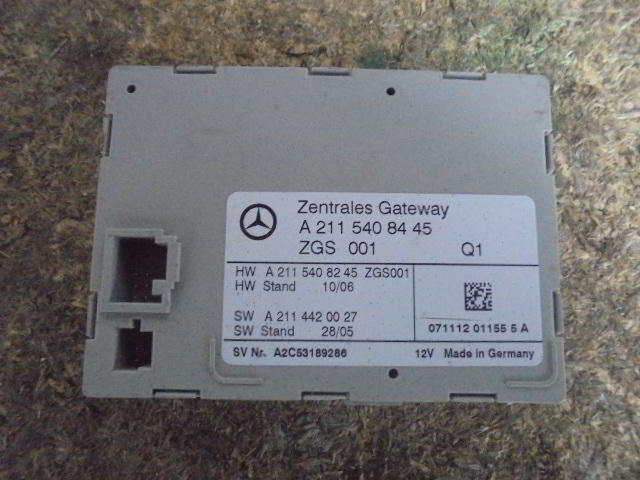 Zentrales Gateway
A 211 540 84 45
ZGS 001 Q1
HW A 211 540 82 45 ZGS001
HW Stand 10/06
SW A 211 442 00 27
SW Stand 28/05
071112 01155 5 A
SV Nr. A2C53189286 12V Made in Germany